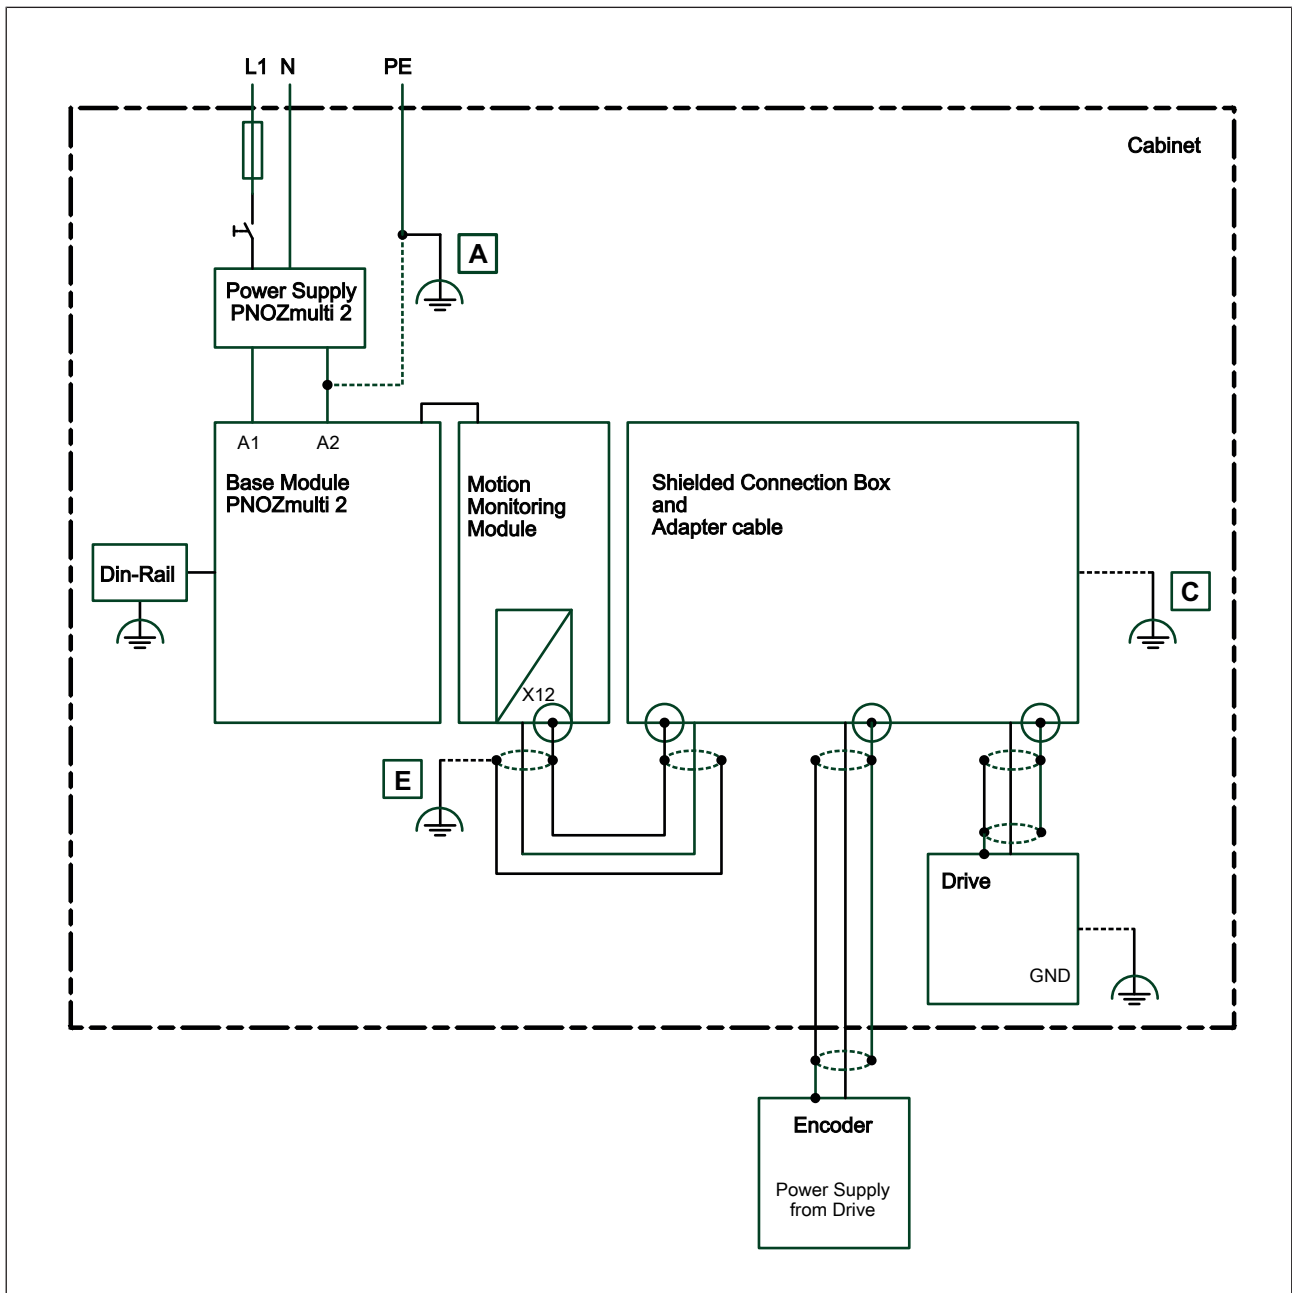 L1 N PE
Cabinet
A
Power Supply
PNOZmulti 2
A1 A2
Base Module
PNOZmulti 2
Motion
Monitoring
Module
Shielded Connection Box
and
Adapter cable
Din-Rail
C
X12
E
Drive
GND
Encoder
Power Supply
from Drive